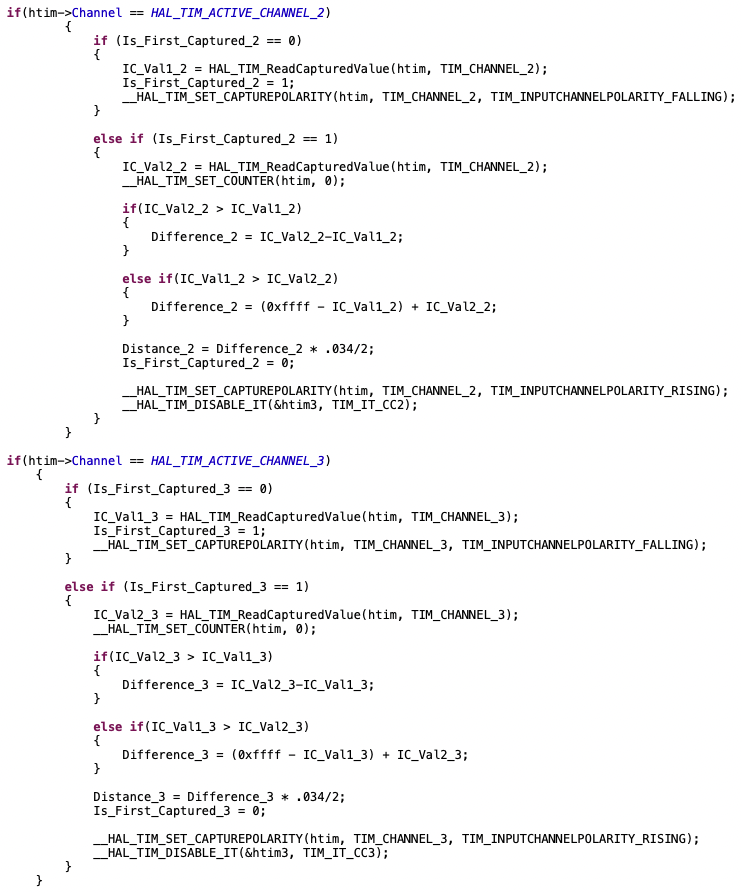 if(htim->Channel == HAL_TIM_ACTIVE_CHANNEL_2)
{
if (Is_First_Captured_2 == 0)
{
IC_Val1_2 = HAL_TIM_ReadCapturedValue(htim, TIM_CHANNEL_2);
Is_First_Captured_2 = 1;
__HAL_TIM_SET_CAPTUREPOLARITY(htim, TIM_CHANNEL_2, TIM_INPUTCHANNELPOLARITY_FALLING);
}
else if (Is_First_Captured_2 == 1)
{
IC_Val2_2 = HAL_TIM_ReadCapturedValue(htim, TIM_CHANNEL_2);
__HAL_TIM_SET_COUNTER(htim, 0);
if(IC_Val2_2 > IC_Val1_2)
{
Difference_2 = IC_Val2_2-IC_Val1_2;
}
else if(IC_Val1_2 > IC_Val2_2)
{
Difference_2 = (0xffff - IC_Val1_2) + IC_Val2_2;
}
Distance_2 = Difference_2 * .034/2;
Is_First_Captured_2 = 0;
__HAL_TIM_SET_CAPTUREPOLARITY(htim, TIM_CHANNEL_2, TIM_INPUTCHANNELPOLARITY_RISING);
__HAL_TIM_DISABLE_IT(&htim3, TIM_IT_CC2);
}
}
if(htim->Channel == HAL_TIM_ACTIVE_CHANNEL_3)
{
if (Is_First_Captured_3 == 0)
{
IC_Val1_3 = HAL_TIM_ReadCapturedValue(htim, TIM_CHANNEL_3);
Is_First_Captured_3 = 1;
__HAL_TIM_SET_CAPTUREPOLARITY(htim, TIM_CHANNEL_3, TIM_INPUTCHANNELPOLARITY_FALLING);
}
else if (Is_First_Captured_3 == 1)
{
IC_Val2_3 = HAL_TIM_ReadCapturedValue(htim, TIM_CHANNEL_3);
__HAL_TIM_SET_COUNTER(htim, 0);
if(IC_Val2_3 > IC_Val1_3)
{
Difference_3 = IC_Val2_3-IC_Val1_3;
}
else if(IC_Val1_3 > IC_Val2_3)
{
Difference_3 = (0xffff - IC_Val1_3) + IC_Val2_3;
}
Distance_3 = Difference_3 * .034/2;
Is_First_Captured_3 = 0;
__HAL_TIM_SET_CAPTUREPOLARITY(htim, TIM_CHANNEL_3, TIM_INPUTCHANNELPOLARITY_RISING);
__HAL_TIM_DISABLE_IT(&htim3, TIM_IT_CC3);
}
}